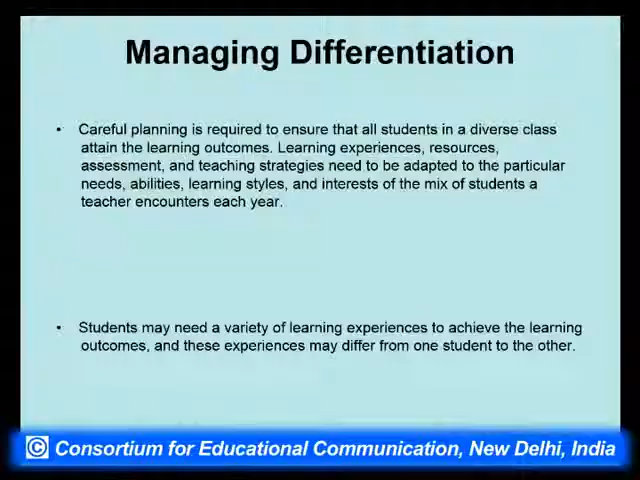 Managing Differentiation
• Careful planning is required to ensure that all students in a diverse class
attain the learning outcomes. Learning experiences, resources,
assessment, and teaching strategies need to be adapted to the particular
needs, abilities, learning styles, and interests of the mix of students a
teacher encounters each year.
• Students may need a variety of learning experiences to achieve the learning
outcomes, and these experiences may differ from one student to the other.
© Consortium for Educational Communication, New Delhi, India